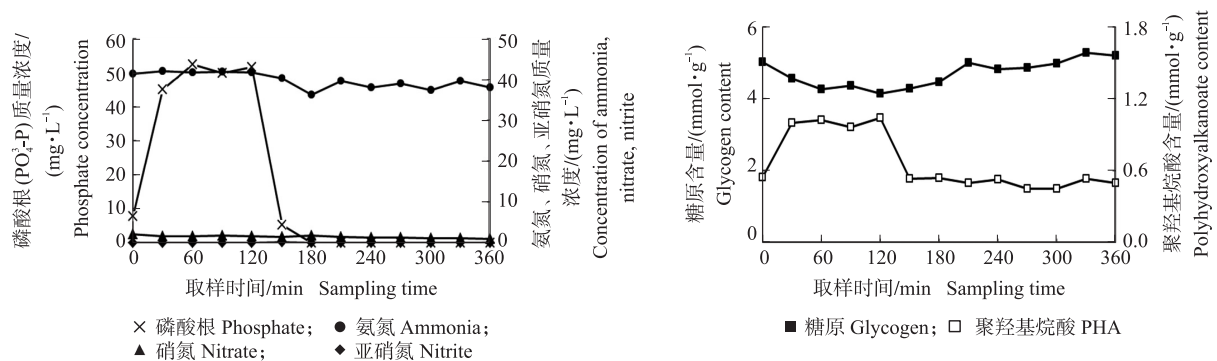 磷酸根(PO₄³⁻-P)质量浓度/
(mg·L⁻¹)
Phosphate concentration
60
50
40
30
20
10
0
50
40
30
20
10
0
氨氮、硝氮、亚硝氮质量
浓度/(mg·L⁻¹)
Concentration of ammonia,
nitrate, nitrite
0 60 120 180 240 300 360
取样时间/min Sampling time
× 磷酸根 Phosphate; ● 氨氮 Ammonia;
▲ 硝氮 Nitrate; ◆ 亚硝氮 Nitrite
糖原含量/(mmol·g⁻¹)
Glycogen content
6
4
2
0
1.8
1.2
0.6
0.0
聚羟基烷酸含量/(mmol·g⁻¹)
Polyhydroxyalkanoate content
0 60 120 180 240 300 360
取样时间/min Sampling time
■ 糖原 Glycogen; □ 聚羟基烷酸 PHA